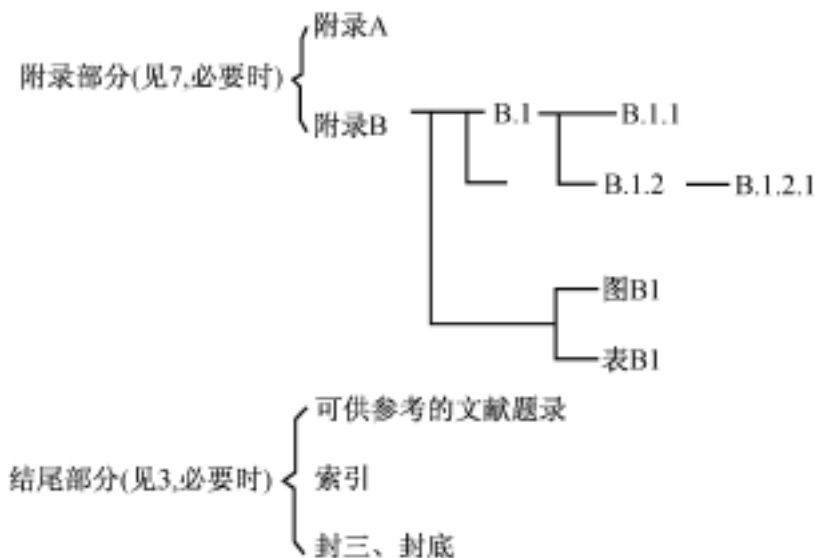 附录A
附录部分(见7,必要时)
附录B B.1 B.1.1
B.1.2 B.1.2.1
图B1
表B1
可供参考的文献题录
结尾部分(见3,必要时) 索引
封三、封底